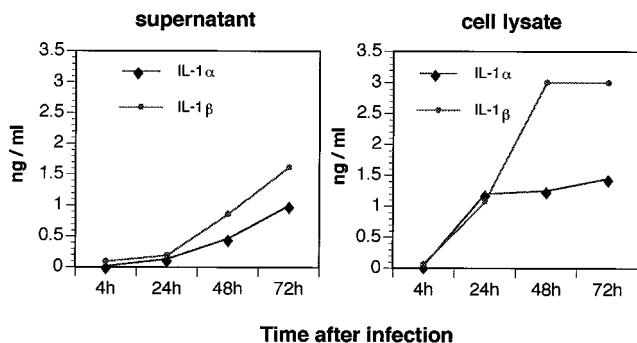 supernatant
3.5
3
2.5
2
1.5
1
0.5
0
ng / ml
IL-1α
IL-1β
4h 24h 48h 72h
cell lysate
3.5
3
2.5
2
1.5
1
0.5
0
ng / ml
IL-1α
IL-1β
4h 24h 48h 72h
Time after infection